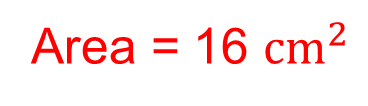 Area = 16 cm²